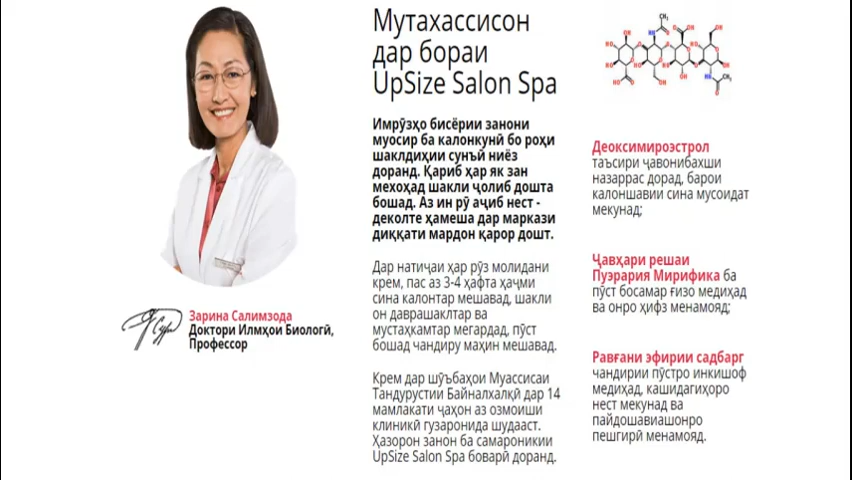 Мутахассисон
дар бораи
UpSize Salon Spa
Имрӯзҳо бисёрии занони
муосир ба калонкунӣ бо роҳи
шаклдиҳии сунъӣ ниёз
доранд. Қариб ҳар як зан
мехоҳад шакли ҷолиб дошта
бошад. Аз ин рӯ аҷиб нест -
деколте ҳамеша дар маркази
диққати мардон қарор дошт.
Дар натиҷаи ҳар рӯз молидани
крем, пас аз 3-4 ҳафта ҳаҷми
сина калонтар мешавад, шакли
он даврашаклтар ва
мустаҳкамтар мегардад, пӯст
бошад чандиру маҳин мешавад.
Крем дар шӯъбаҳои Муассисаи
Тандурустии Байналхалқӣ дар 14
мамлакати ҷаҳон аз озмоиши
клиникӣ гузаронида шудааст.
Ҳазорон занон ба самароникии
UpSize Salon Spa боварӣ доранд.
Зарина Салимзода
Доктори Илмҳои Биологӣ,
Профессор
Деоксимироэстрол
таъсири ҷавонибахши
назаррас дорад, барои
калоншавии сина мусоидат
мекунад;
Ҷавҳари решаи
Пуэрария Мирифика ба
пӯст босамар ғизо медиҳад
ва онро ҳифз менамояд;
Равғани эфирии садбарг
чандирии пӯстро инкишоф
медиҳад, кашидагиҳоро
нест мекунад ва
пайдошавиашонро
пешгирӣ менамояд.